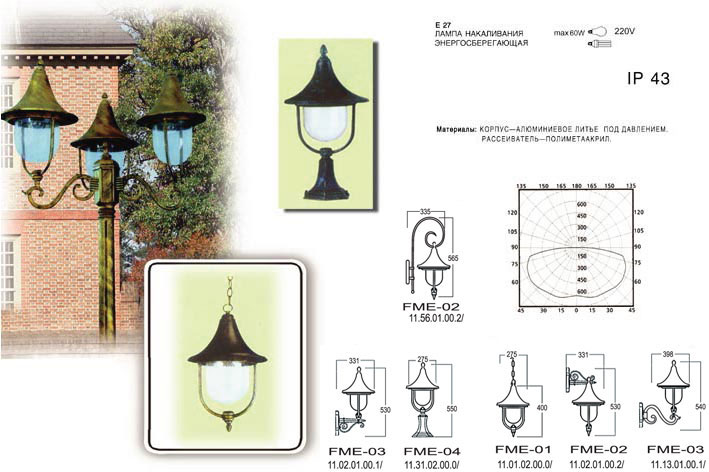 E 27
ЛАМПА НАКАЛИВАНИЯ
ЭНЕРГОСБЕРЕГАЮЩАЯ
max60W 220V
IP 43
Материалы: КОРПУС—АЛЮМИНИЕВОЕ ЛИТЬЕ ПОД ДАВЛЕНИЕМ.
РАССЕИВАТЕЛЬ—ПОЛИМЕТААКРИЛ.
135 150 165 180 165 150 135
120 600 120
105 450 105
300
150
90 90
75 150 75
300
60 450 60
600
45 30 15 0 15 30 45
335
565
FME-02
11.56.01.00.2/
331
530
FME-03
11.02.01.00.1/
275
550
FME-04
11.31.02.00.0/
275
400
FME-01
11.01.02.00.0/
331
530
FME-02
11.02.01.00.2/
398
540
FME-03
11.13.01.00.1/